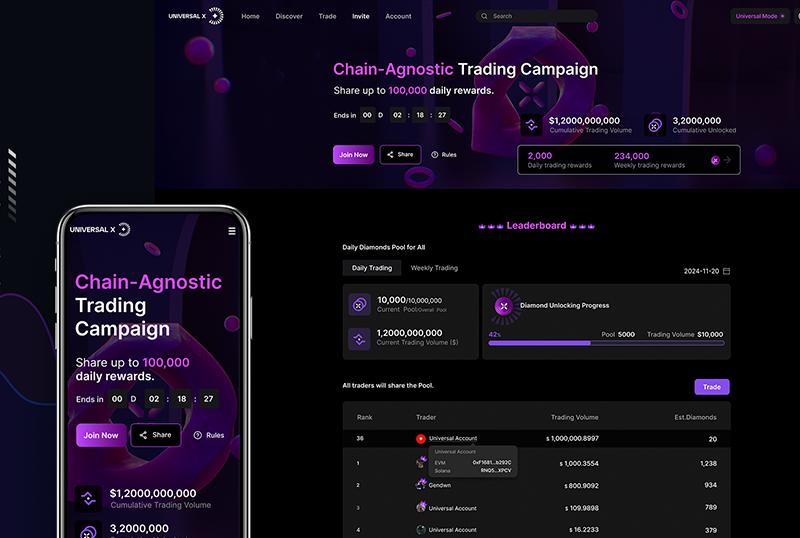 UNIVERSAL X
Home Discover Trade Invite Account
Search
Universal Mode
Chain-Agnostic Trading Campaign
Share up to 100,000 daily rewards.
Ends in 00 D 02 : 18 : 27
$1,2000,000,000
Cumulative Trading Volume
3,2000,000
Cumulative Unlocked
Join Now Share Rules
2,000
Daily trading rewards
234,000
Weekly trading rewards
Leaderboard
Daily Diamonds Pool for All
Daily Trading Weekly Trading
2024-11-20
10,000/10,000,000
Current Pool/Overall Pool
1,2000,000,000
Current Trading Volume ($)
Diamond Unlocking Progress
42% Pool 5000 Trading Volume $10,000
All traders will share the Pool.
Trade
Rank Trader Trading Volume Est.Diamonds
36 Universal Account $ 1,000,000.8997 20
Universal Account
EVM 0xF1681...b292C
Solana RNQ5...XPCV
1 $ 1,000.3554 1,238
2 Gendwn $ 800.9092 934
3 Universal Account $ 109.9898 789
4 Universal Account $ 16.2233 379
UNIVERSAL X
Chain-Agnostic
Trading
Campaign
Share up to 100,000
daily rewards.
Ends in 00 D 02 : 18 : 27
Join Now Share Rules
$1,2000,000,000
Cumulative Trading Volume
3,2000,000